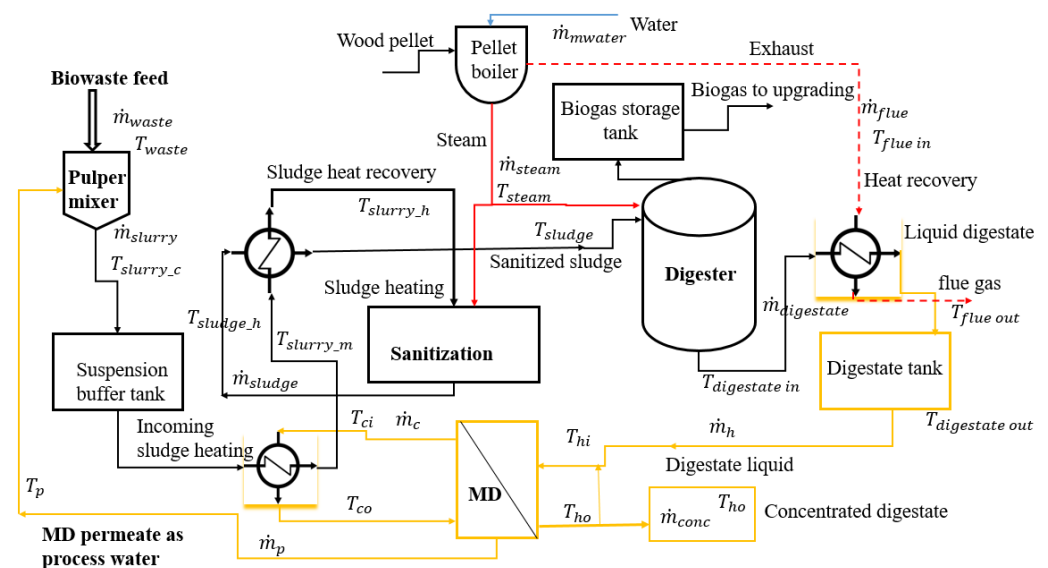 Wood pellet
Pellet
boiler
ṁ_mwater
Water
Exhaust
Biowaste feed
ṁ_waste
T_waste
Pulper
mixer
Steam
Biogas storage
tank
Biogas to upgrading
ṁ_flue
T_flue in
Heat recovery
Sludge heat recovery
ṁ_steam
T_steam
T_slurry_h
ṁ_slurry
T_slurry_c
T_sludge
Sanitized sludge
Digester
Liquid digestate
Sludge heating
ṁ_digestate
flue gas
T_flue out
T_sludge_h
T_slurry_m
Sanitization
Suspension
buffer tank
ṁ_sludge
T_digestate in
Digestate tank
T_digestate out
Incoming
sludge heating
T_ci
ṁ_c
T_hi
ṁ_h
Digestate liquid
T_p
T_co
MD
T_ho
ṁ_conc
T_ho
Concentrated digestate
MD permeate as
process water
ṁ_p